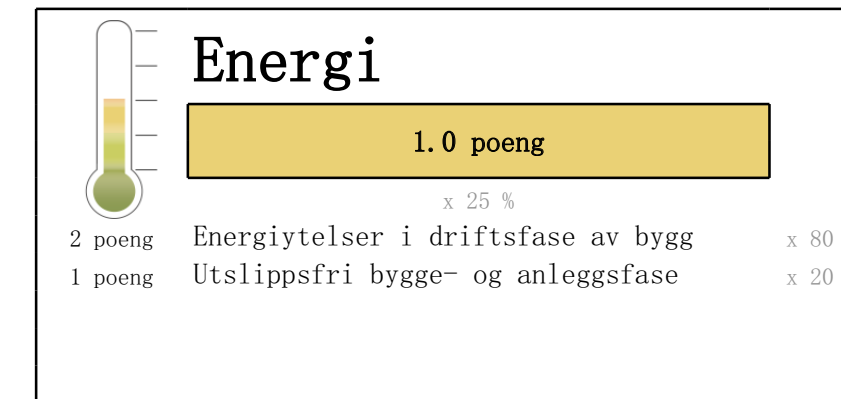 Energi
1.0 poeng
x 25 %
2 poeng Energiytelser i driftsfase av bygg x 80
1 poeng Utslippsfri bygge- og anleggsfase x 20